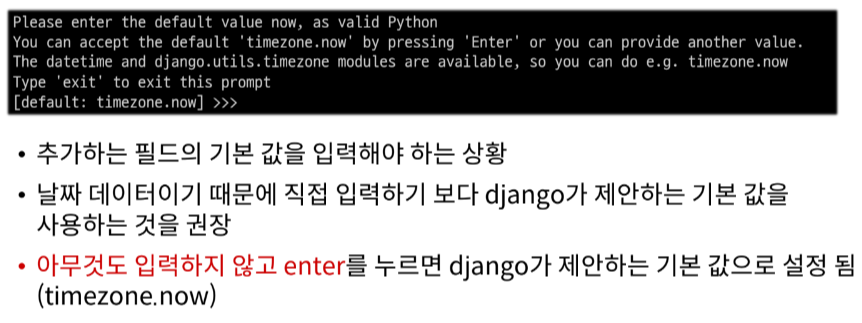 Please enter the default value now, as valid Python
You can accept the default 'timezone.now' by pressing 'Enter' or you can provide another value.
The datetime and django.utils.timezone modules are available, so you can do e.g. timezone.now
Type 'exit' to exit this prompt
[default: timezone.now] >>>
• 추가하는 필드의 기본 값을 입력해야 하는 상황
• 날짜 데이터이기 때문에 직접 입력하기 보다 django가 제안하는 기본 값을
사용하는 것을 권장
• 아무것도 입력하지 않고 enter를 누르면 django가 제안하는 기본 값으로 설정 됨
(timezone.now)